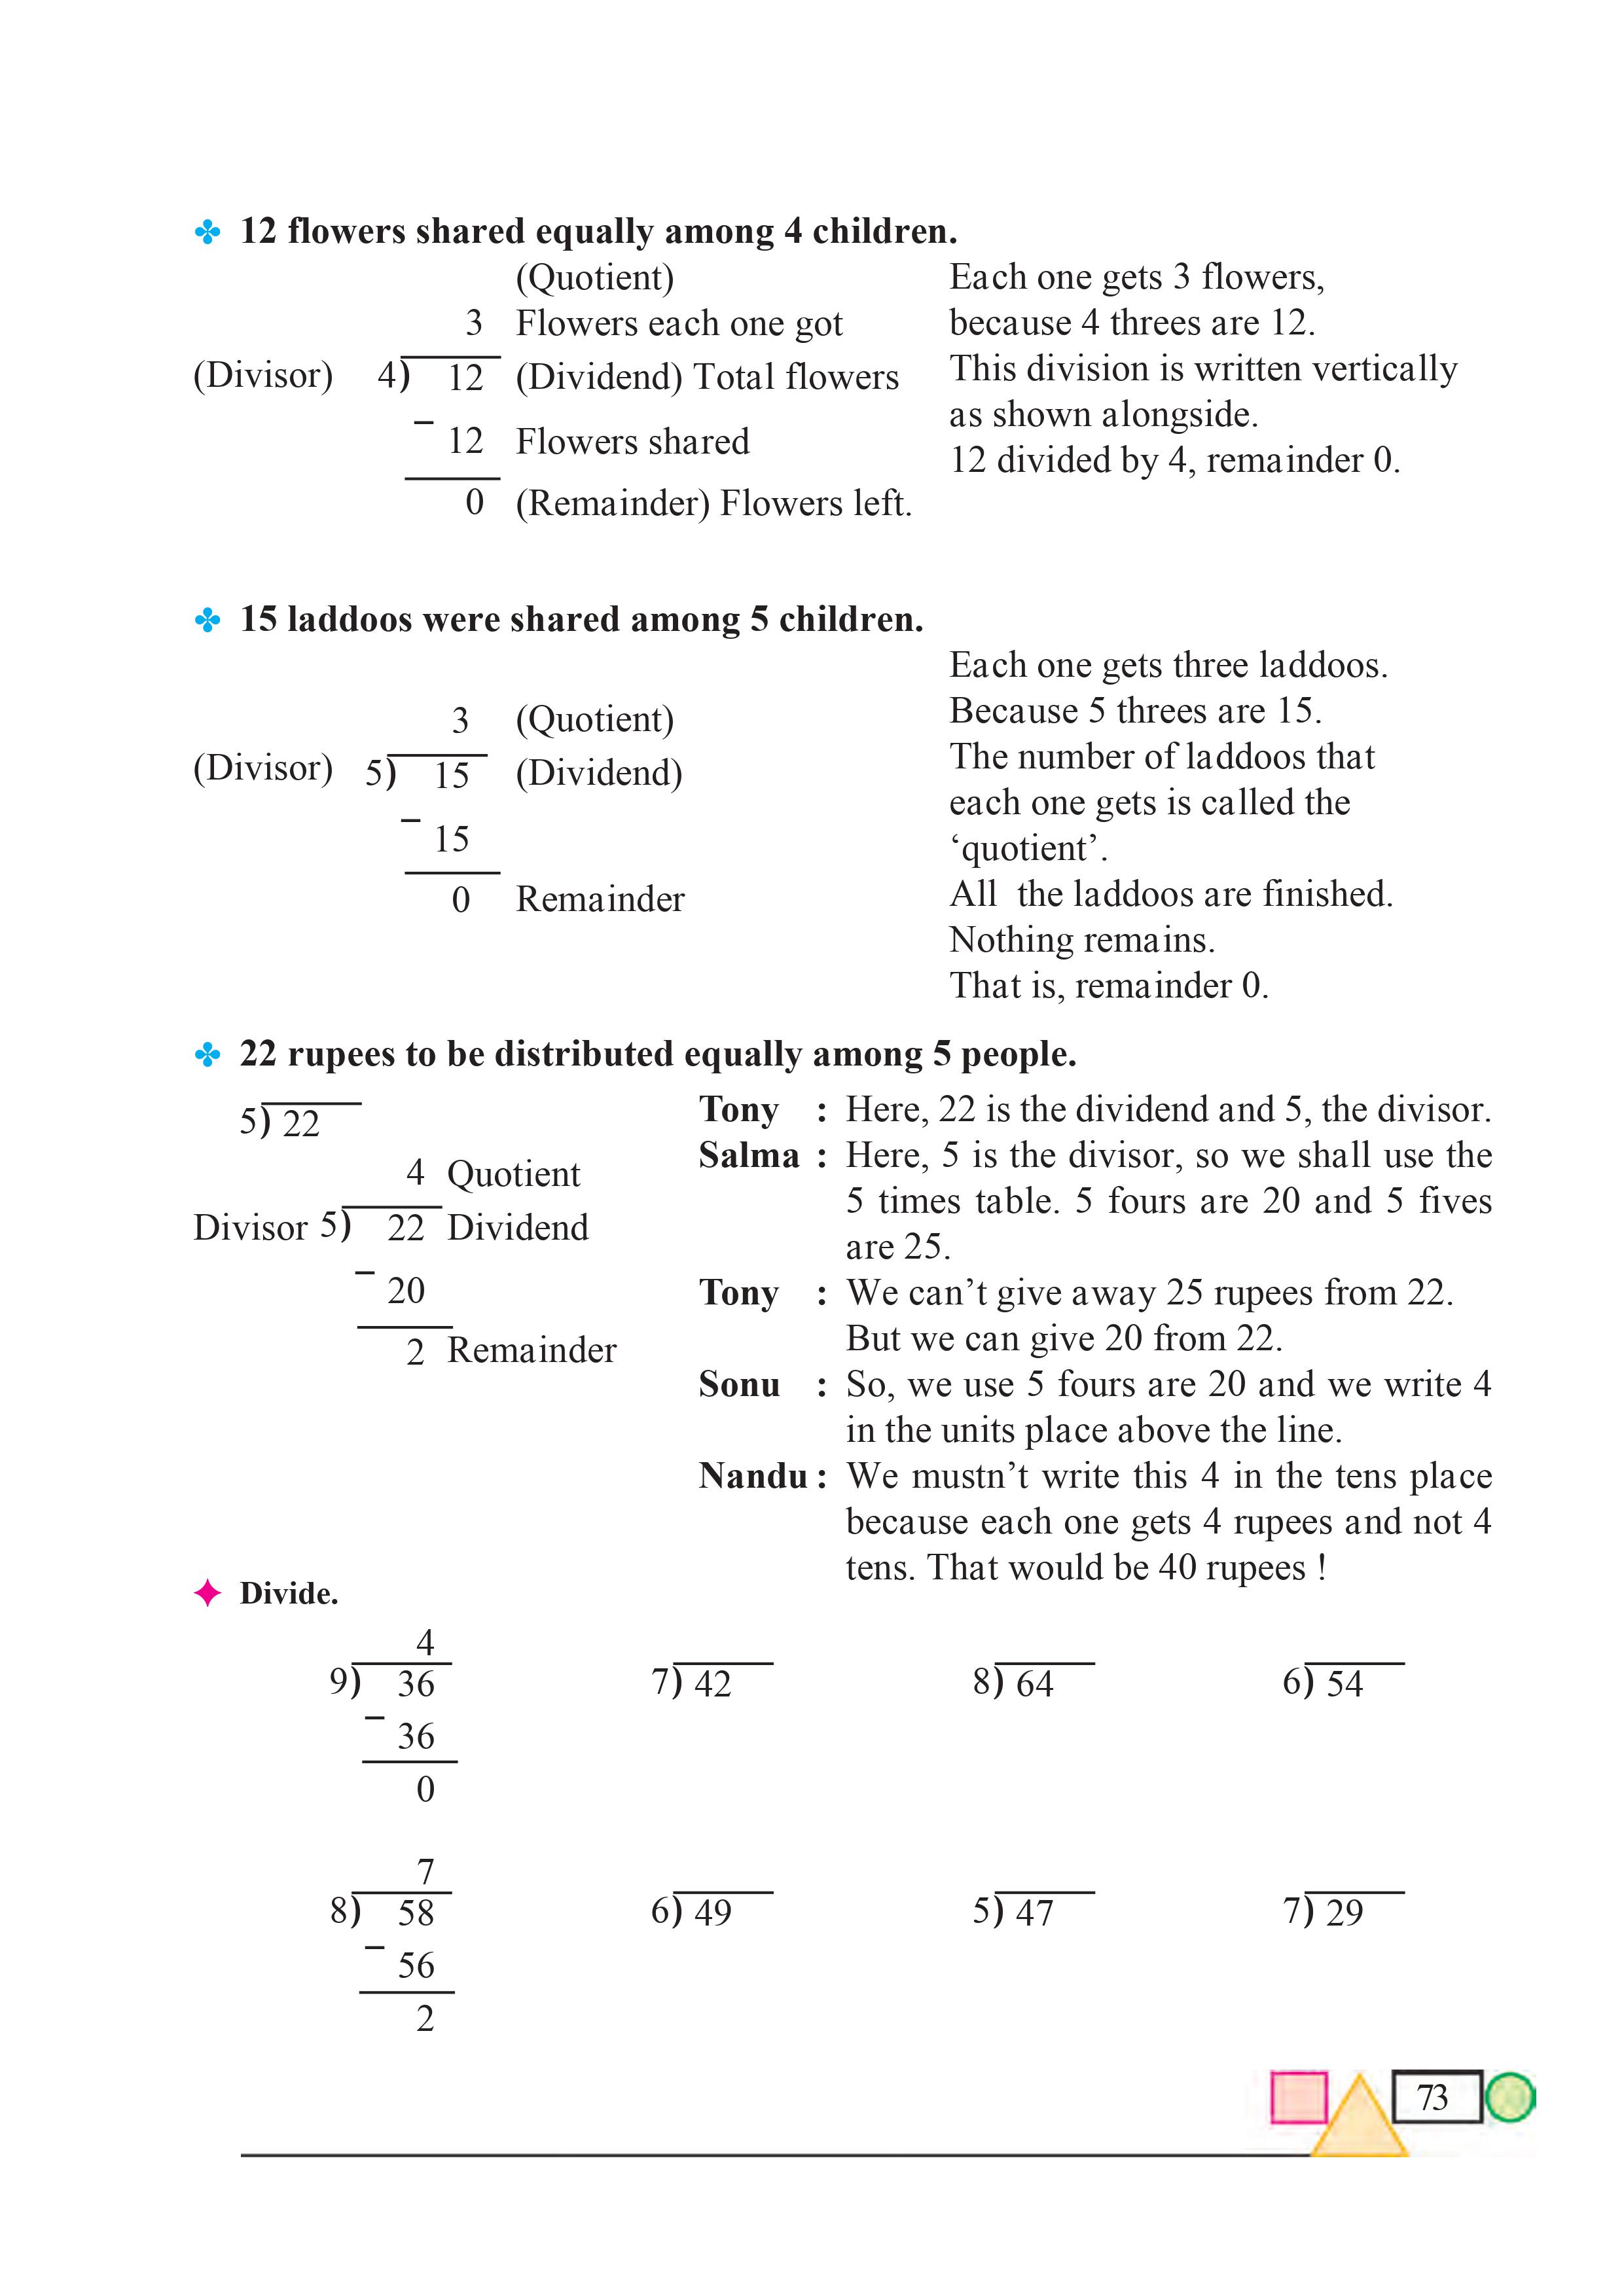 12 flowers shared equally among 4 children.
(Quotient)
3 Flowers each one got
(Divisor) 4) 12 (Dividend) Total flowers
− 12 Flowers shared
0 (Remainder) Flowers left.
Each one gets 3 flowers,
because 4 threes are 12.
This division is written vertically
as shown alongside.
12 divided by 4, remainder 0.
15 laddoos were shared among 5 children.
3 (Quotient)
(Divisor) 5) 15 (Dividend)
− 15
0 Remainder
Each one gets three laddoos.
Because 5 threes are 15.
The number of laddoos that
each one gets is called the
‘quotient’.
All the laddoos are finished.
Nothing remains.
That is, remainder 0.
22 rupees to be distributed equally among 5 people.
5) 22
4 Quotient
Divisor 5) 22 Dividend
− 20
2 Remainder
Tony : Here, 22 is the dividend and 5, the divisor.
Salma : Here, 5 is the divisor, so we shall use the
5 times table. 5 fours are 20 and 5 fives
are 25.
Tony : We can’t give away 25 rupees from 22.
But we can give 20 from 22.
Sonu : So, we use 5 fours are 20 and we write 4
in the units place above the line.
Nandu : We mustn’t write this 4 in the tens place
because each one gets 4 rupees and not 4
tens. That would be 40 rupees !
Divide.
4
9) 36 7) 42 8) 64 6) 54
− 36
0
7
8) 58 6) 49 5) 47 7) 29
− 56
2
73